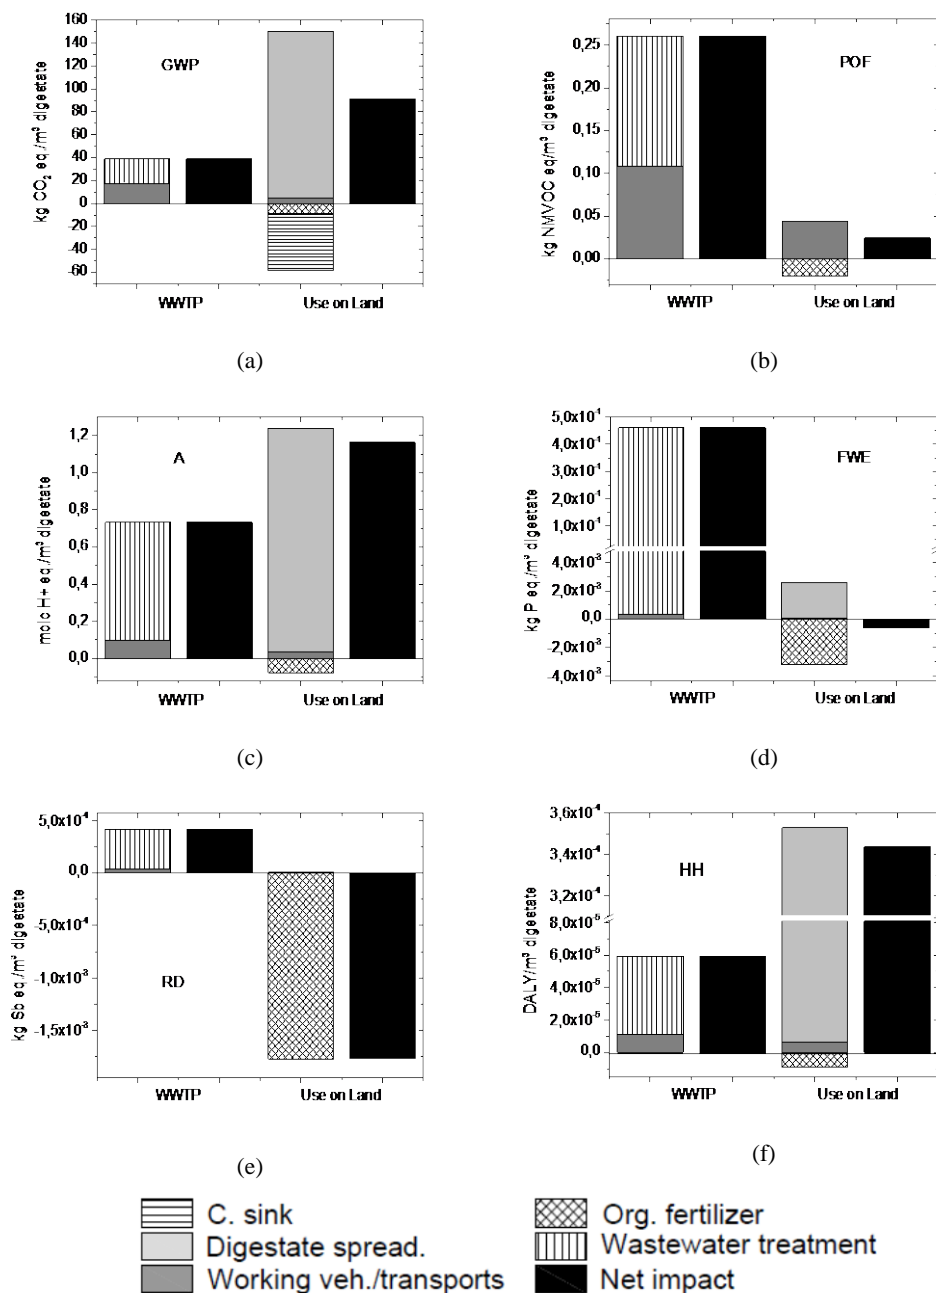 160
140
120
100
80
60
40
20
0
-20
-40
-60
kg CO₂ eq./m³ digestate
GWP
WWTP
Use on Land
(a)
0,25
0,20
0,15
0,10
0,05
0,00
kg NMVOC eq/m³ digestate
POF
WWTP
Use on Land
(b)
1,2
1,0
0,8
0,6
0,4
0,2
0,0
molc H+ eq./m³ digestate
A
WWTP
Use on Land
(c)
5,0x10⁻¹
4,0x10⁻¹
3,0x10⁻¹
2,0x10⁻¹
1,0x10⁻¹
4,0x10⁻³
2,0x10⁻³
0,0
-2,0x10⁻³
-4,0x10⁻³
kg P eq./m³ digestate
FWE
WWTP
Use on Land
(d)
5,0x10⁻⁴
0,0
-5,0x10⁻⁴
-1,0x10⁻³
-1,5x10⁻³
kg Sb eq./m³ digestate
RD
WWTP
Use on Land
(e)
3,6x10⁻⁴
3,4x10⁻⁴
3,2x10⁻⁴
8,0x10⁻⁵
6,0x10⁻⁵
4,0x10⁻⁵
2,0x10⁻⁵
0,0
DALY/m³ digestate
HH
WWTP
Use on Land
(f)
C. sink
Digestate spread.
Working veh./transports
Org. fertilizer
Wastewater treatment
Net impact